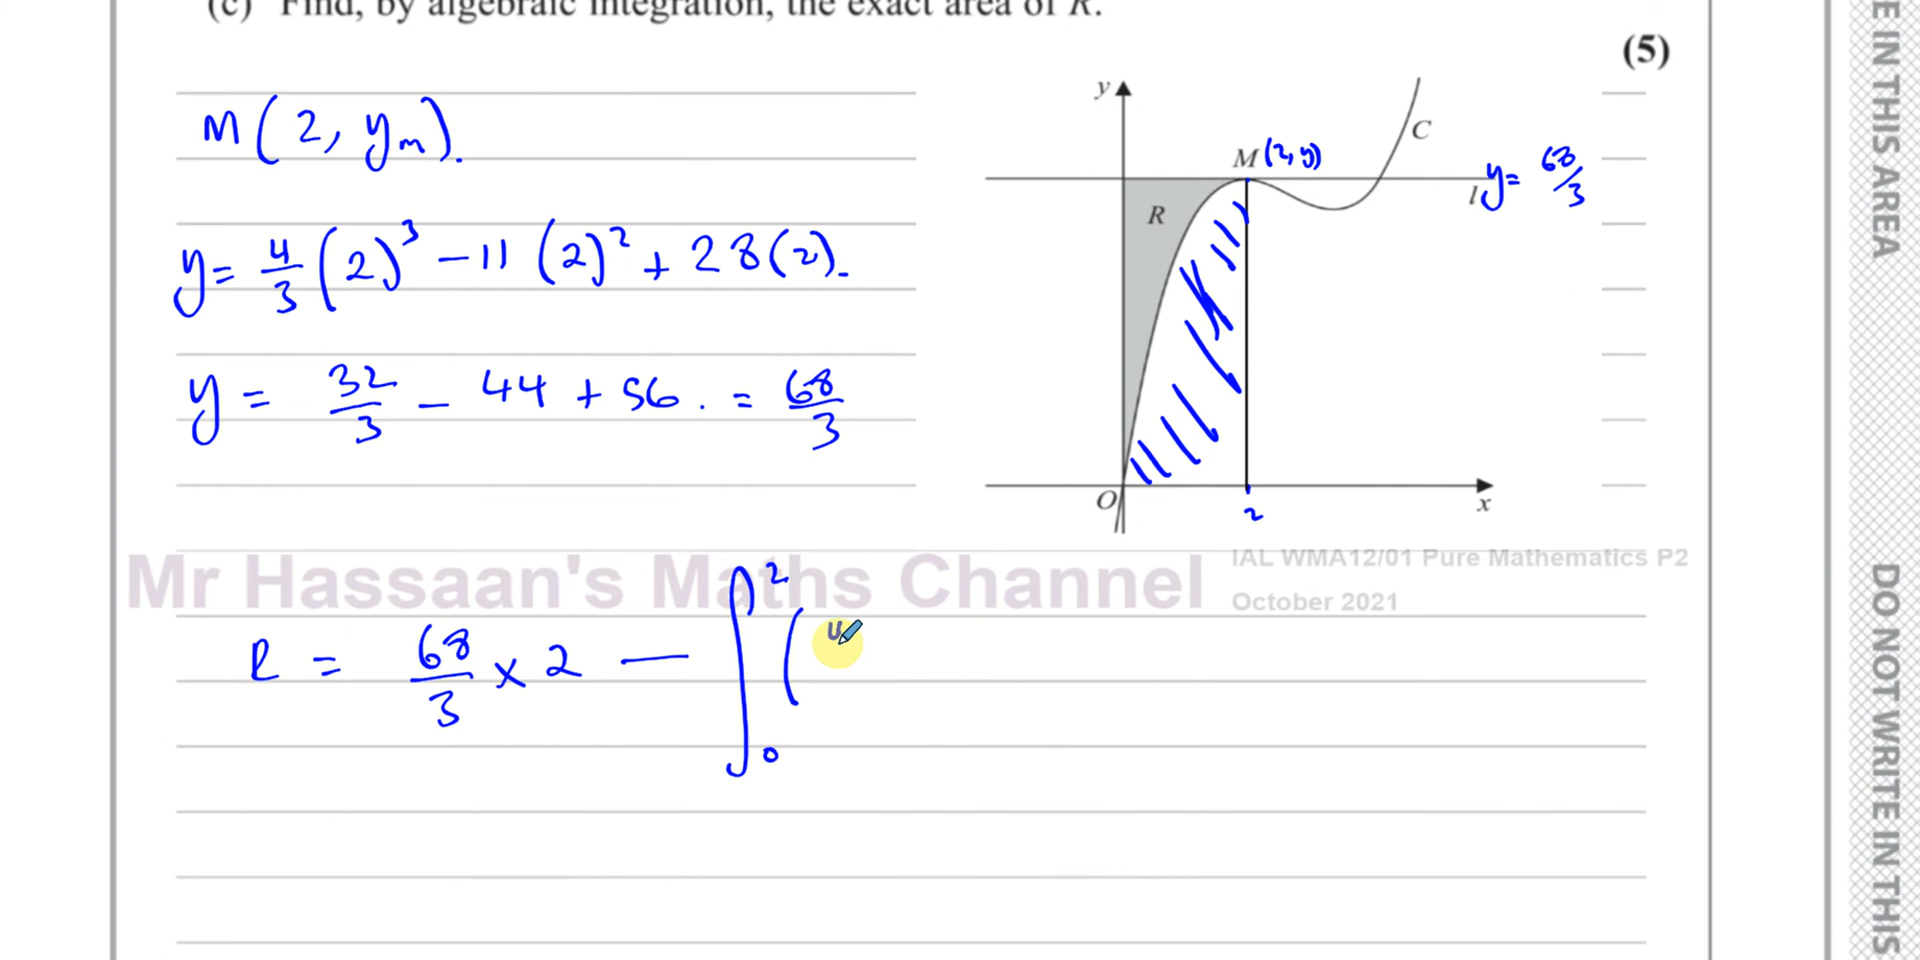 (c) Find, by algebraic integration, the exact area of R.
(5)
M(2, yₘ).
y = 4/3 (2)³ − 11 (2)² + 28(2).
y = 32/3 − 44 + 56. = 68/3
y
M (2, y)
C
R
l y = 68/3
O
2
x
Mr Hassaan's Maths Channel
IAL WMA12/01 Pure Mathematics P2
October 2021
R = 68/3 × 2 − ∫₀² (4
E IN THIS AREA
DO NOT WRITE IN THIS